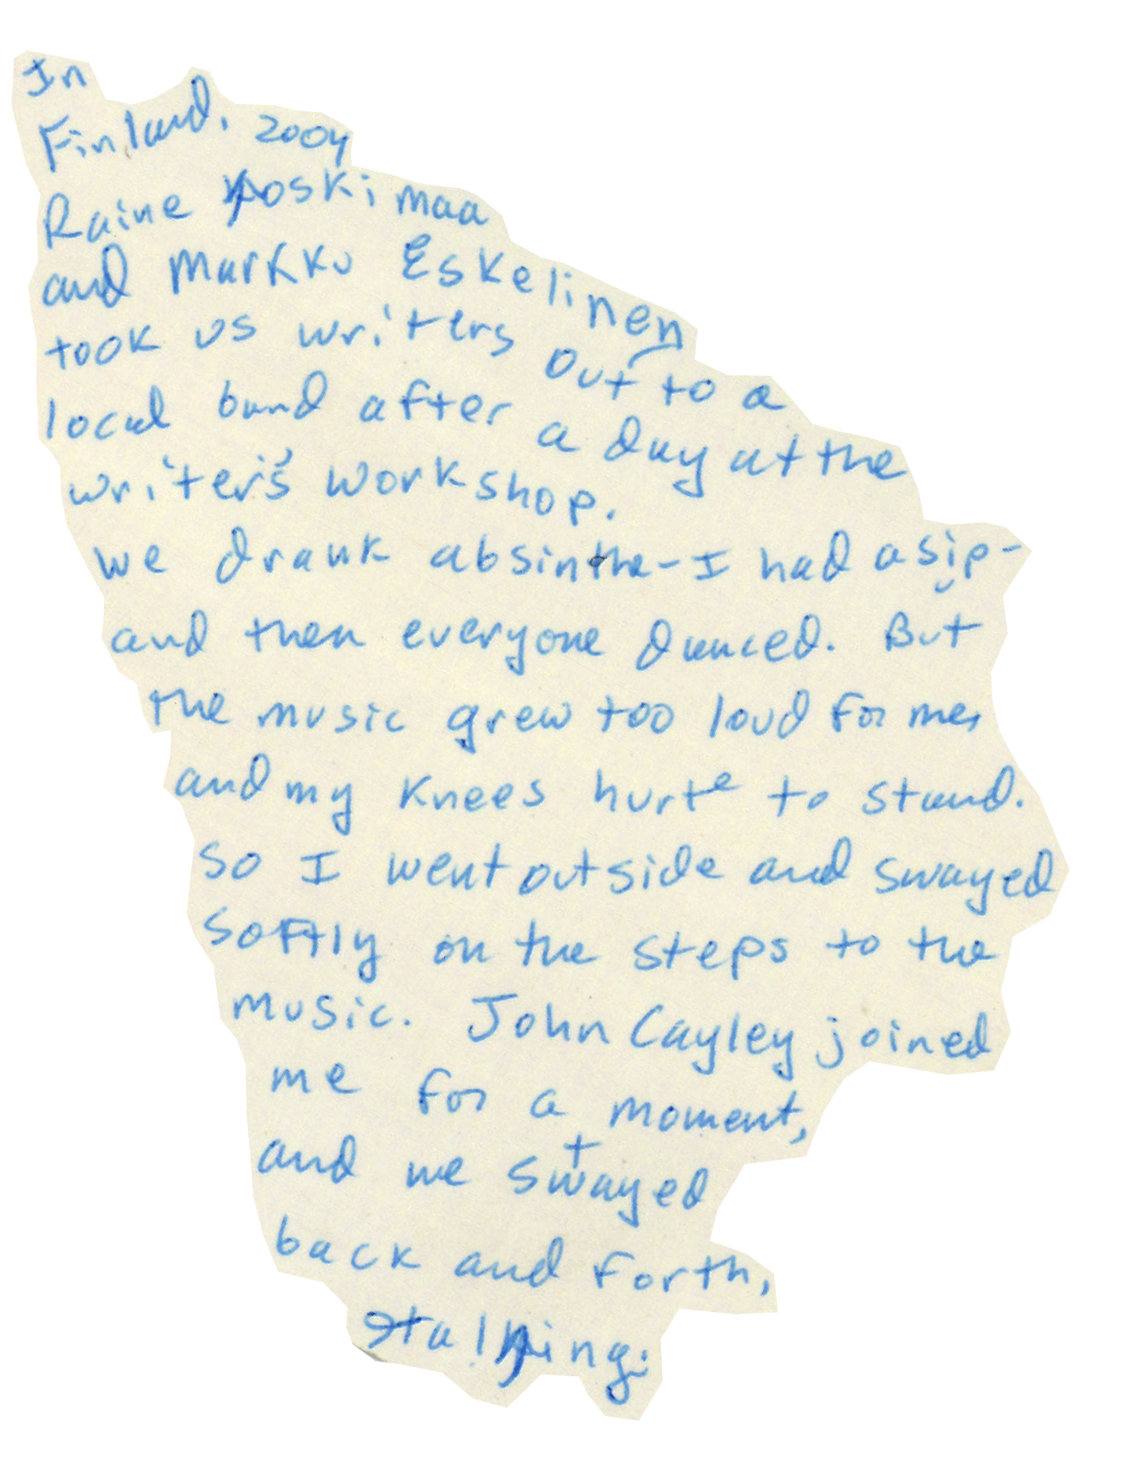 In
Finland, 2004
Raine Koskimaa
and Markku Eskelinen
took us writers out to a
local band after a day at the
writer's workshop.
we drank absinthe - I had a sip -
and then everyone danced. But
the music grew too loud for me,
and my knees hurt to stand.
So I went outside and swayed
softly on the steps to the
music. John Cayley joined
me for a moment,
and we swayed
back and forth,
talking.